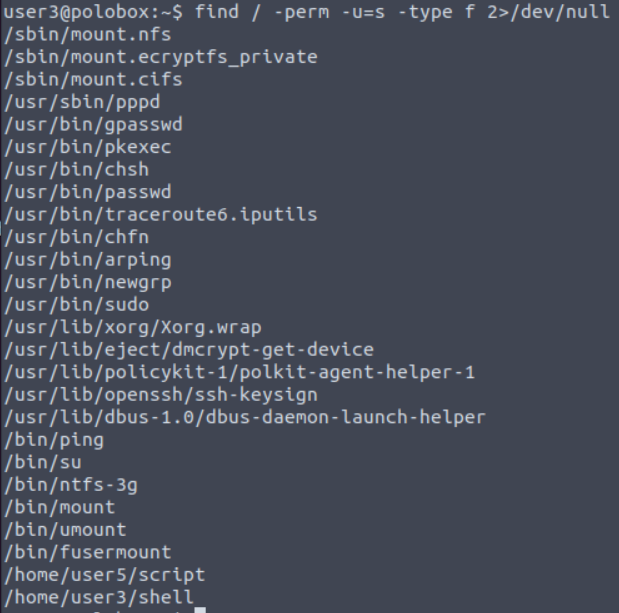 user3@polobox:~$ find / -perm -u=s -type f 2>/dev/null
/sbin/mount.nfs
/sbin/mount.ecryptfs_private
/sbin/mount.cifs
/usr/sbin/pppd
/usr/bin/gpasswd
/usr/bin/pkexec
/usr/bin/chsh
/usr/bin/passwd
/usr/bin/traceroute6.iputils
/usr/bin/chfn
/usr/bin/arping
/usr/bin/newgrp
/usr/bin/sudo
/usr/lib/xorg/Xorg.wrap
/usr/lib/eject/dmcrypt-get-device
/usr/lib/policykit-1/polkit-agent-helper-1
/usr/lib/openssh/ssh-keysign
/usr/lib/dbus-1.0/dbus-daemon-launch-helper
/bin/ping
/bin/su
/bin/ntfs-3g
/bin/mount
/bin/umount
/bin/fusermount
/home/user5/script
/home/user3/shell